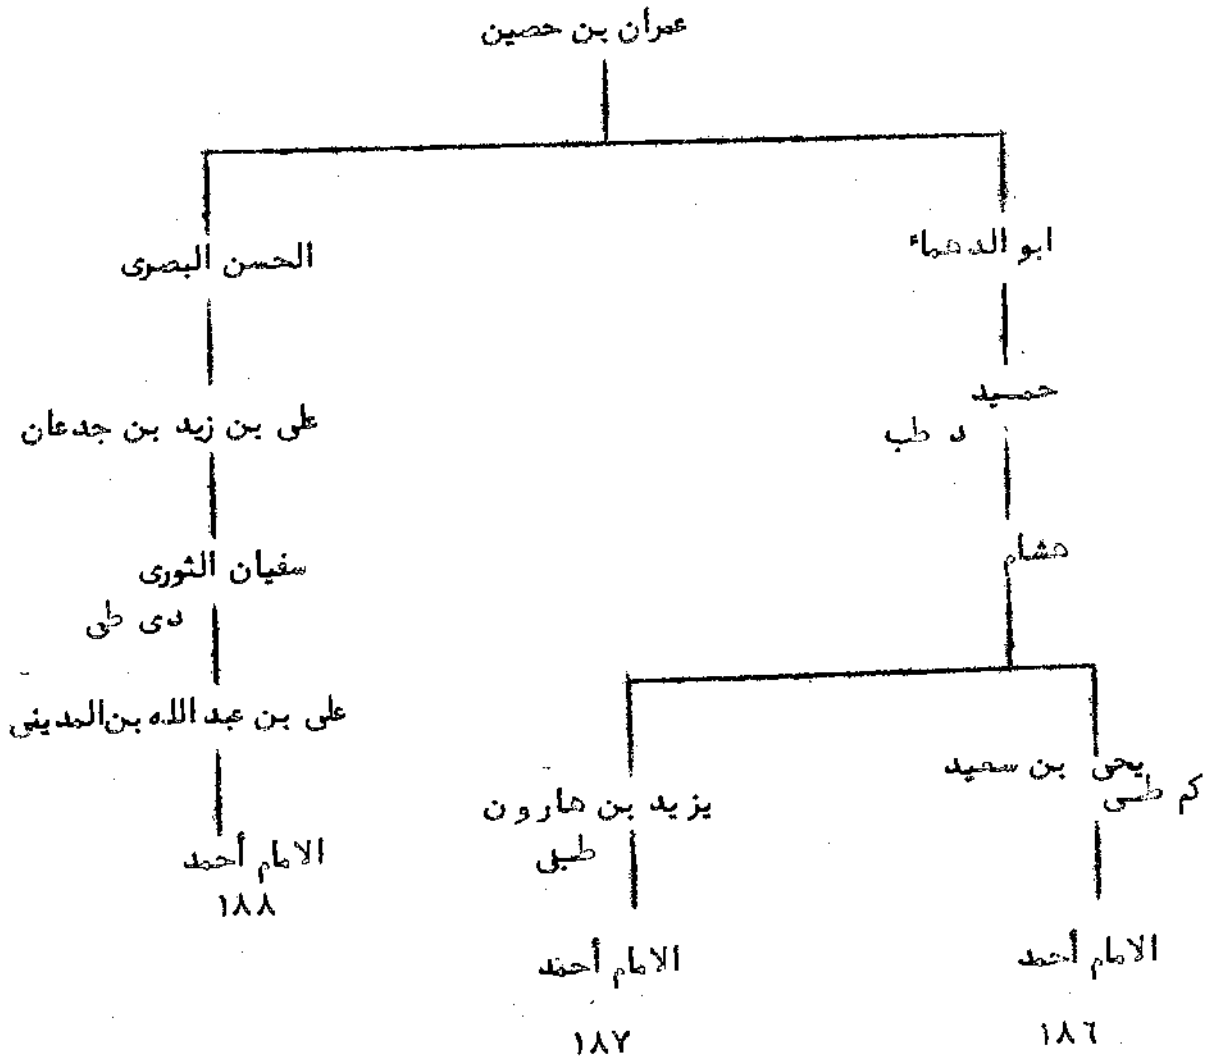 عمران بن حصين
ابو الدهماء
الحسن البصرى
حميد
د طب
على بن زيد بن جدعان
هشام
سفيان الثورى
دى طى
على بن عبد الله بن المدينى
يحى بن سعيد
كم طى
يزيد بن هارون
الامام أحمد
١٨٨
الامام أحمد
١٨٧
الامام أحمد
١٨٦